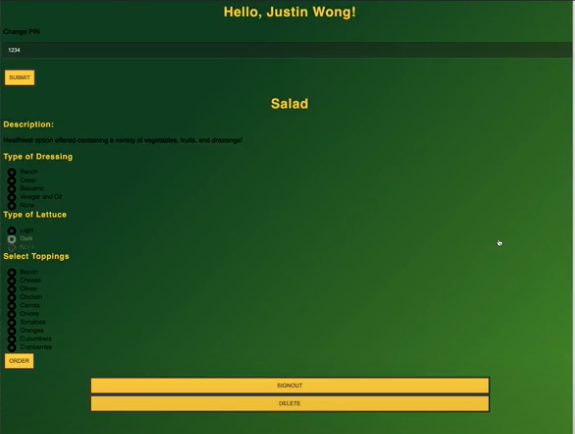 Hello, Justin Wong!
Change PIN
1234
SUBMIT
Salad
Description:
Healthiest option offered containing a variety of vegetables, fruits, and dressings!
Type of Dressing
Ranch
Caesar
Balsamic
Vinegar and Oil
None
Type of Lettuce
Light
Dark
Select Toppings
Bacon
Cheese
Olives
Chicken
Carrots
Onions
Tomatoes
Oranges
Cucumbers
Cranberries
ORDER
SIGNOUT
DELETE